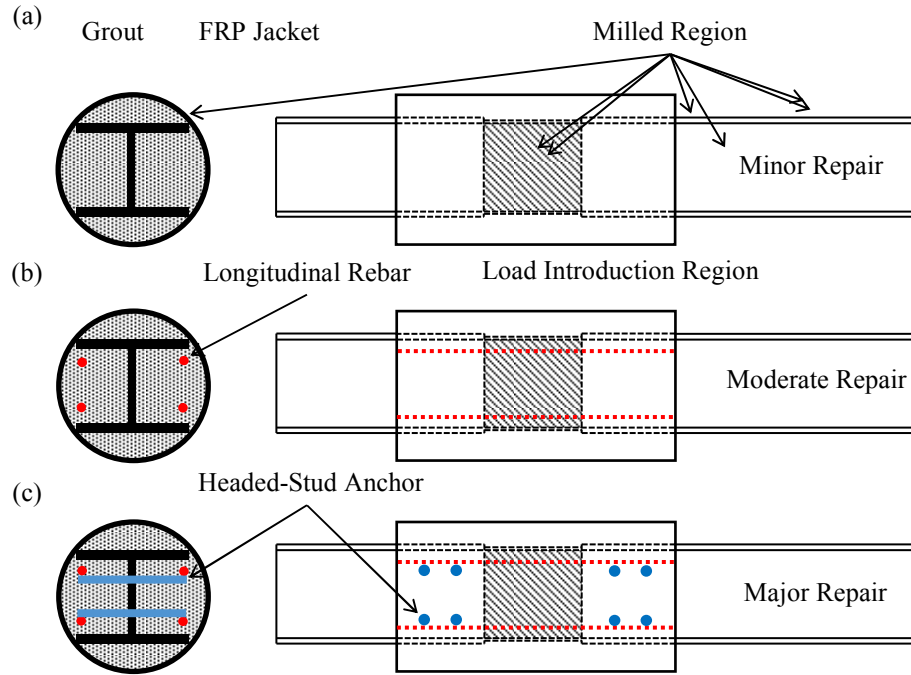 (a)
Grout FRP Jacket Milled Region
Minor Repair
(b)
Longitudinal Rebar Load Introduction Region
Moderate Repair
(c)
Headed-Stud Anchor
Major Repair